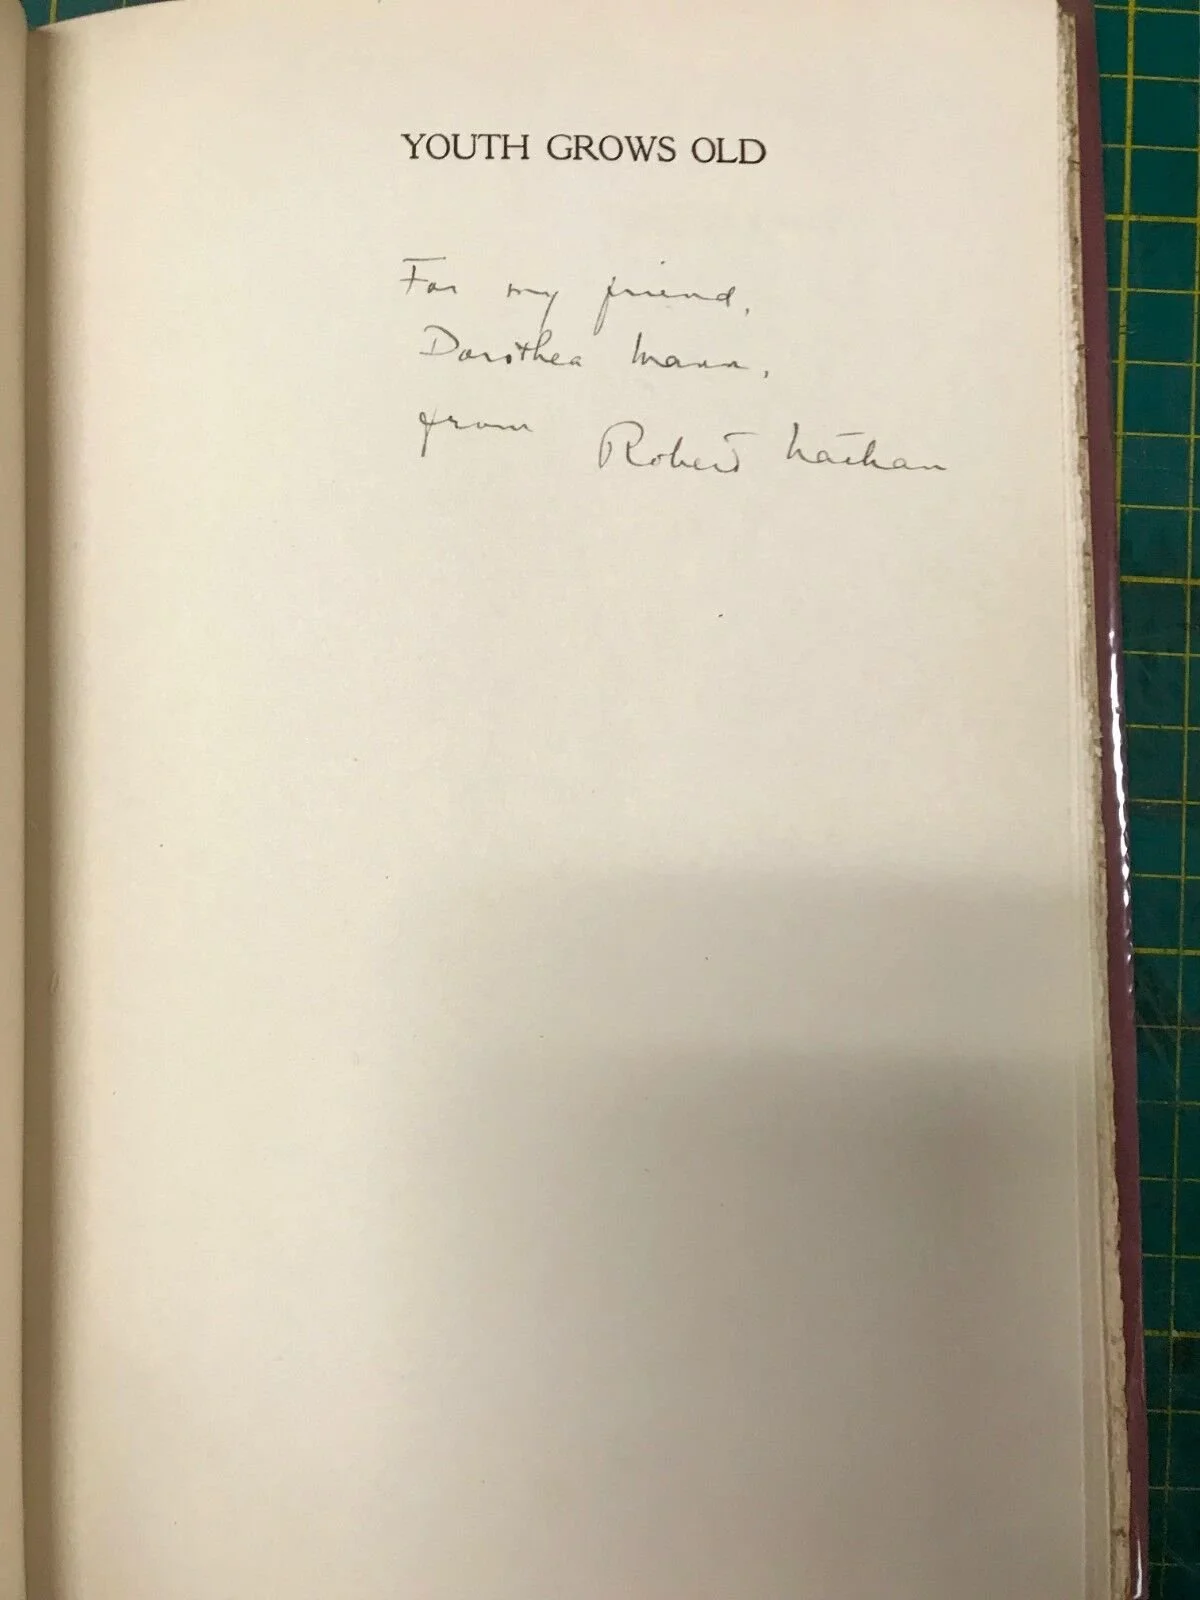 YOUTH GROWS OLD
For my friend,
Dorothea Mann,
from Robert Nathan